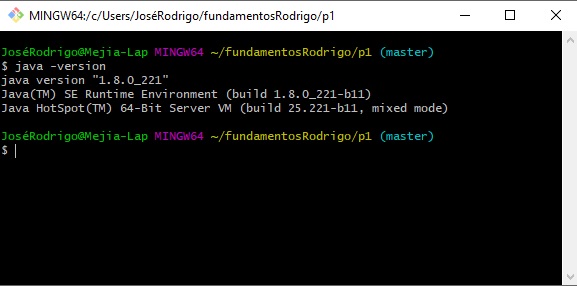 MINGW64:/c/Users/JoséRodrigo/fundamentosRodrigo/p1
JoséRodrigo@Mejia-Lap MINGW64 ~/fundamentosRodrigo/p1 (master)
$ java -version
java version "1.8.0_221"
Java(TM) SE Runtime Environment (build 1.8.0_221-b11)
Java HotSpot(TM) 64-Bit Server VM (build 25.221-b11, mixed mode)
JoséRodrigo@Mejia-Lap MINGW64 ~/fundamentosRodrigo/p1 (master)
$